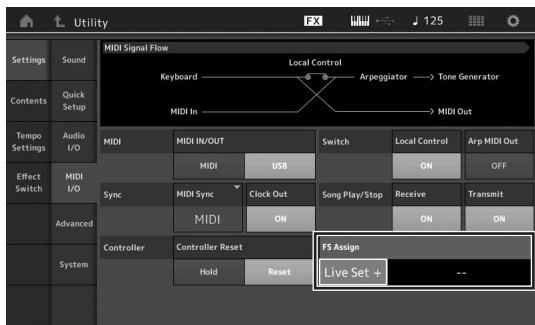 Utility
FX
♩ 125
Settings
Contents
Tempo
Settings
Effect
Switch
Sound
Quick
Setup
Audio
I/O
MIDI
I/O
Advanced
System
MIDI Signal Flow
Local Control
Keyboard
Arpeggiator
Tone Generator
MIDI In
MIDI Out
MIDI
MIDI IN/OUT
Switch
Local Control
Arp MIDI Out
MIDI
USB
ON
OFF
Sync
MIDI Sync
Clock Out
Song Play/Stop
Receive
Transmit
MIDI
ON
ON
ON
Controller
Controller Reset
FS Assign
Hold
Reset
Live Set +
--